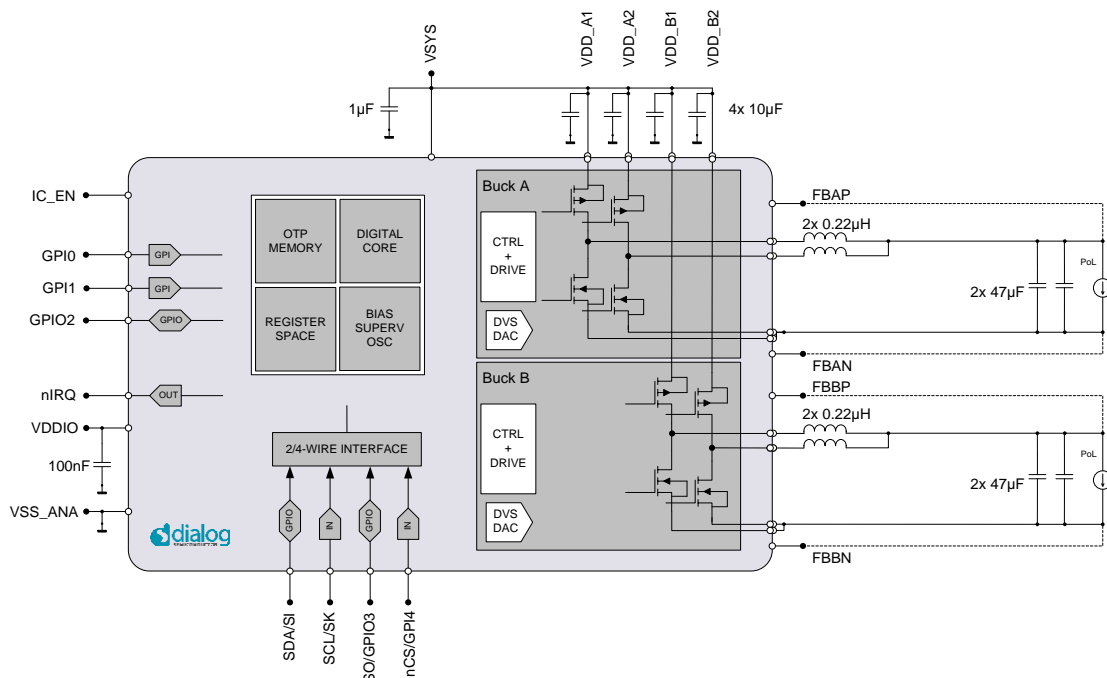 VSYS
VDD_A1
VDD_A2
VDD_B1
VDD_B2
1µF
4x 10µF
IC_EN
GPI0
GPI
GPI1
GPI
GPIO2
GPIO
nIRQ
OUT
VDDIO
100nF
VSS_ANA
OTP
MEMORY
DIGITAL
CORE
REGISTER
SPACE
BIAS
SUPERV
OSC
2/4-WIRE INTERFACE
GPIO
IN
GPIO
IN
SDA/SI
SCL/SK
SO/GPIO3
nCS/GPI4
dialog
SEMICONDUCTOR
Buck A
CTRL
+
DRIVE
DVS
DAC
Buck B
CTRL
+
DRIVE
DVS
DAC
FBAP
2x 0.22µH
2x 47µF
PoL
FBAN
FBBP
2x 0.22µH
2x 47µF
PoL
FBBN